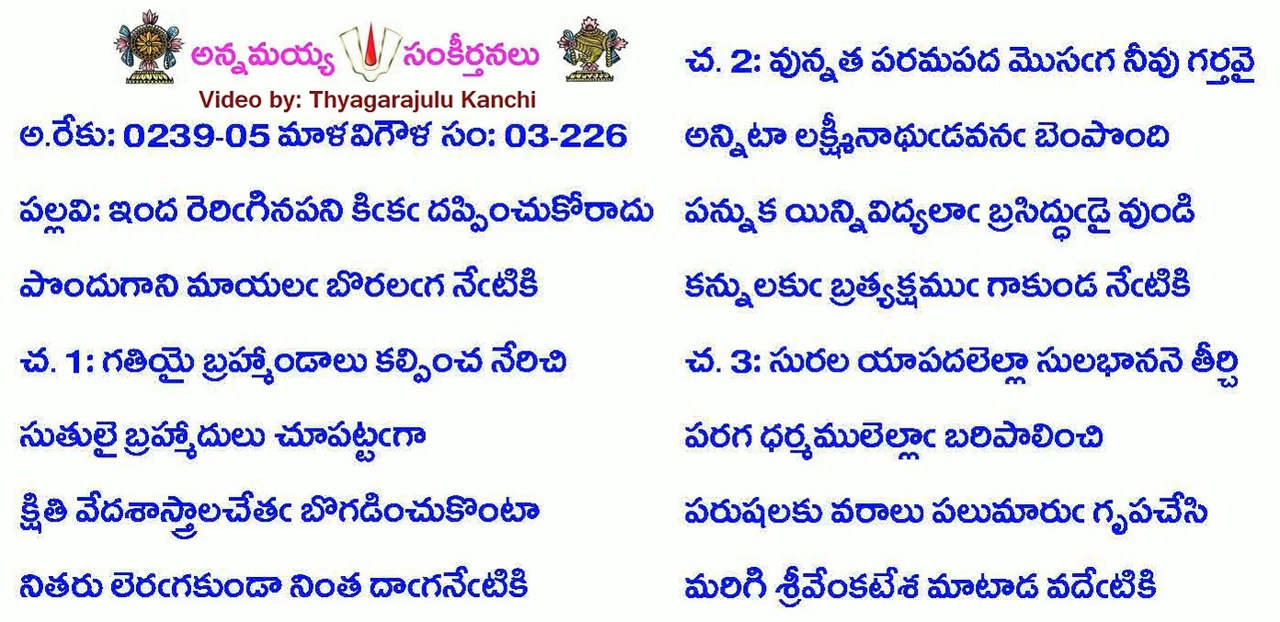 అన్నమయ్య సంకీర్తనలు
Video by: Thyagarajulu Kanchi
అ.రేకు: 0239-05 మాళవిగౌళ సం: 03-226
పల్లవి: ఇంద రెరిఁగినపని కిఁకఁ దప్పించుకోరాదు
పొందుగాని మాయలఁ బొరలఁగ నేఁటికి
చ. 1: గతియై బ్రహ్మాండాలు కల్పించ నేరిచి
సుతులై బ్రహ్మాదులు చూపట్టఁగా
క్షితి వేదశాస్త్రాలచేతఁ బొగడించుకొంటా
నితరు లెరఁగకుండా నింత దాఁగనేఁటికి
చ. 2: వున్నత పరమపద మొసఁగ నీవు గర్తవై
అన్నిటా లక్ష్మీనాథుఁడవనఁ బెంపొంది
పన్నుక యిన్నివిద్యలాఁ బ్రసిద్ధుఁడై వుండి
కన్నులకుఁ బ్రత్యక్షముఁ గాకుండ నేఁటికి
చ. 3: సురల యాపదలెల్లా సులభాననె తీర్చి
పరగ ధర్మములెల్లాఁ బరిపాలించి
పరుషలకు వరాలు పలుమారుఁ గృపచేసి
మరిగి శ్రీవేంకటేశ మాటాడ వదేఁటికి